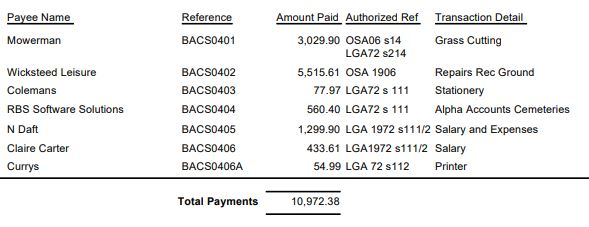 Payee Name Reference Amount Paid Authorized Ref Transaction Detail
Mowerman BACS0401 3,029.90 OSA06 s14 Grass Cutting
LGA72 s214
Wicksteed Leisure BACS0402 5,515.61 OSA 1906 Repairs Rec Ground
Colemans BACS0403 77.97 LGA72 s 111 Stationery
RBS Software Solutions BACS0404 560.40 LGA72 s 111 Alpha Accounts Cemeteries
N Daft BACS0405 1,299.90 LGA 1972 s111/2 Salary and Expenses
Claire Carter BACS0406 433.61 LGA1972 s111/2 Salary
Currys BACS0406A 54.99 LGA 72 s112 Printer
Total Payments 10,972.38